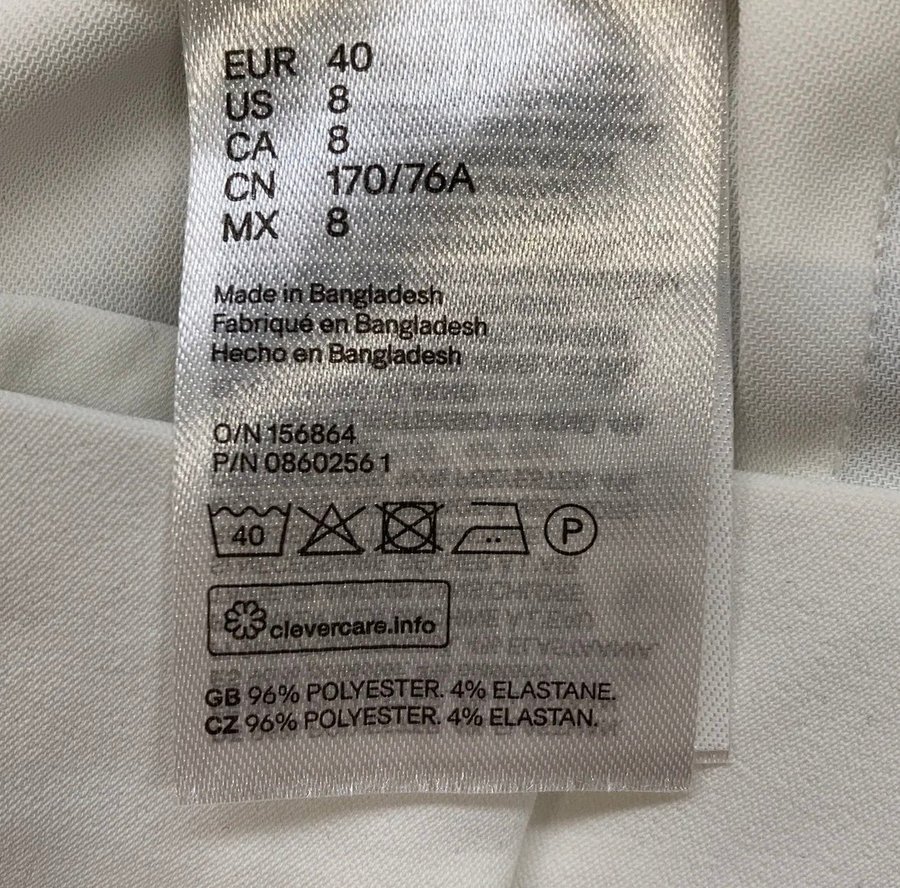 EUR 40
US 8
CA 8
CN 170/76A
MX 8
Made in Bangladesh
Fabriqué en Bangladesh
Hecho en Bangladesh
O/N 156864
P/N 08602561
40 P
clevercare.info
GB 96% POLYESTER. 4% ELASTANE.
CZ 96% POLYESTER. 4% ELASTAN.